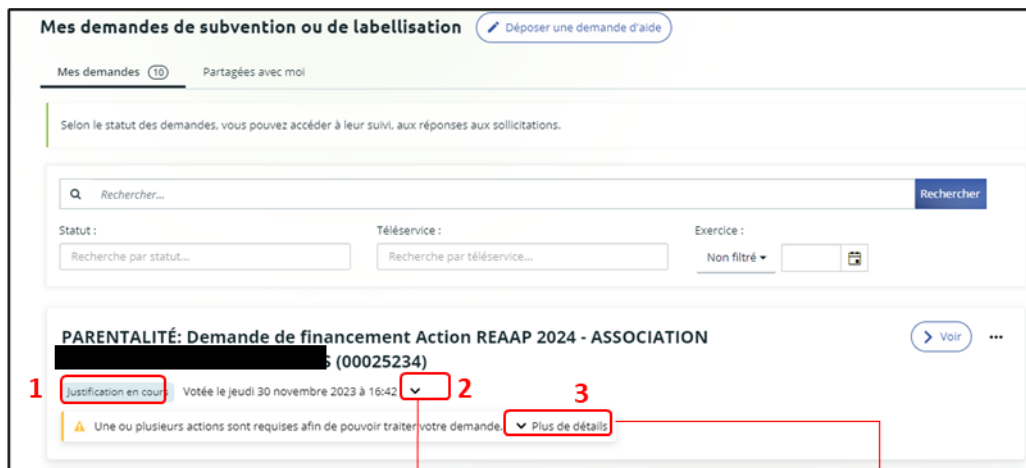 Mes demandes de subvention ou de labellisation Déposer une demande d'aide
Mes demandes 10 Partagées avec moi
Selon le statut des demandes, vous pouvez accéder à leur suivi, aux réponses aux sollicitations.
Rechercher... Rechercher
Statut : Téléservice : Exercice :
Recherche par statut... Recherche par téléservice... Non filtré
PARENTALITÉ: Demande de financement Action REAAP 2024 - ASSOCIATION Voir ...
(00025234)
1 Justification en cours Votée le jeudi 30 novembre 2023 à 16:42 2 3
Une ou plusieurs actions sont requises afin de pouvoir traiter votre demande. Plus de détails